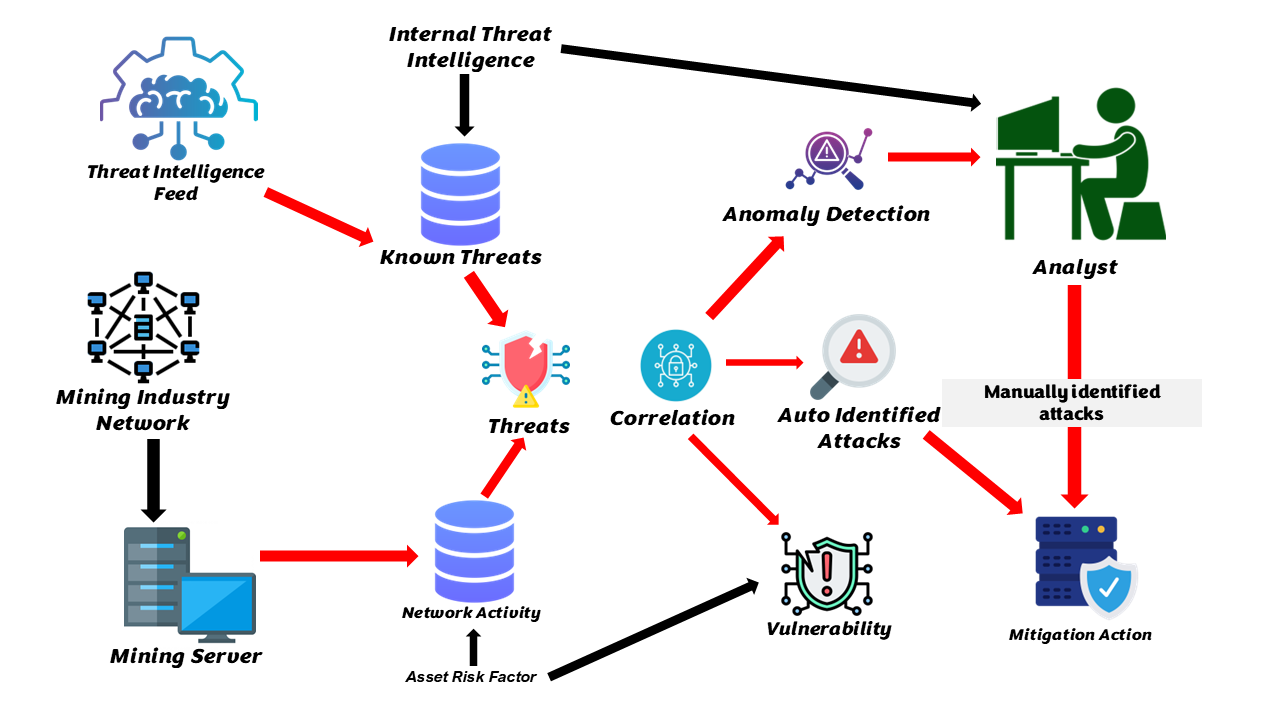 Internal Threat
Intelligence
Threat Intelligence
Feed
Known Threats
Anomaly Detection
Analyst
Mining Industry
Network
Threats
Correlation
Auto Identified
Attacks
Manually identified
attacks
Mining Server
Network Activity
Asset Risk Factor
Vulnerability
Mitigation Action